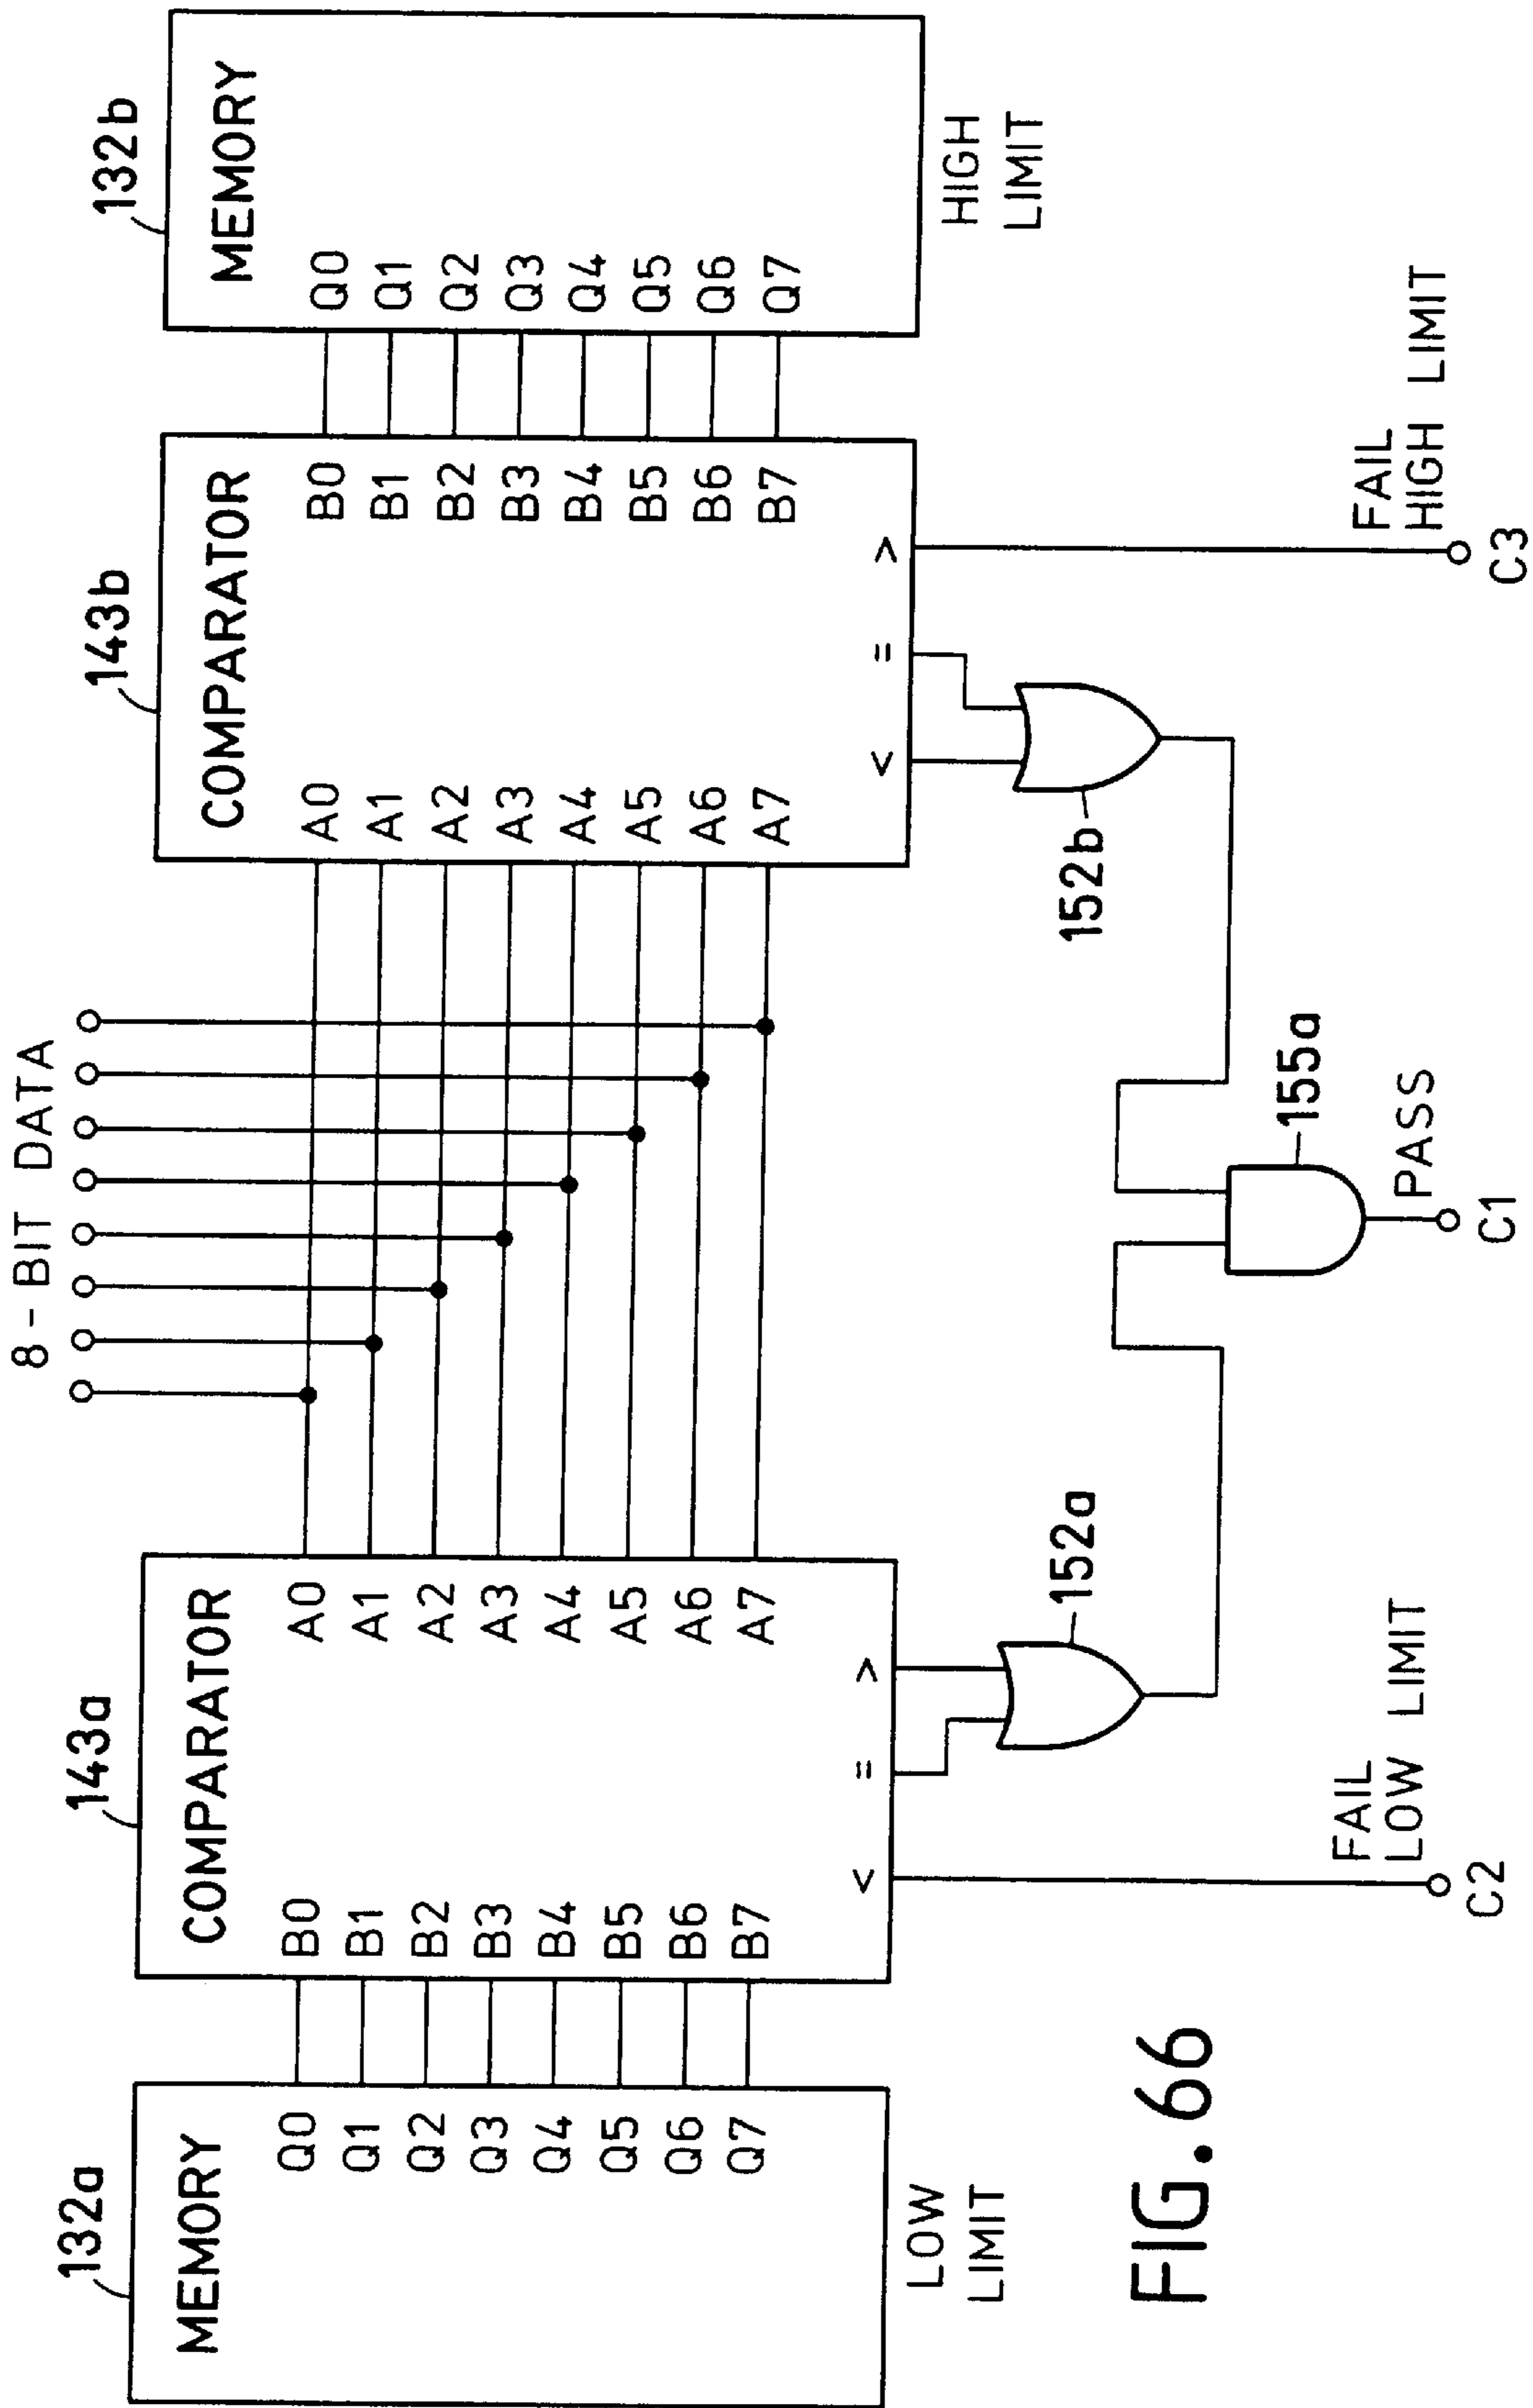 132a
MEMORY
Q0
Q1
Q2
Q3
Q4
Q5
Q6
Q7
LOW
LIMIT
143a
COMPARATOR
B0
B1
B2
B3
B4
B5
B6
B7
A0
A1
A2
A3
A4
A5
A6
A7
< = >
152a
FAIL
LOW LIMIT
C2
8-BIT DATA
155a
PASS
C1
143b
COMPARATOR
A0
A1
A2
A3
A4
A5
A6
A7
B0
B1
B2
B3
B4
B5
B6
B7
< = >
152b
FAIL
HIGH LIMIT
C3
132b
MEMORY
Q0
Q1
Q2
Q3
Q4
Q5
Q6
Q7
HIGH
LIMIT
FIG. 66